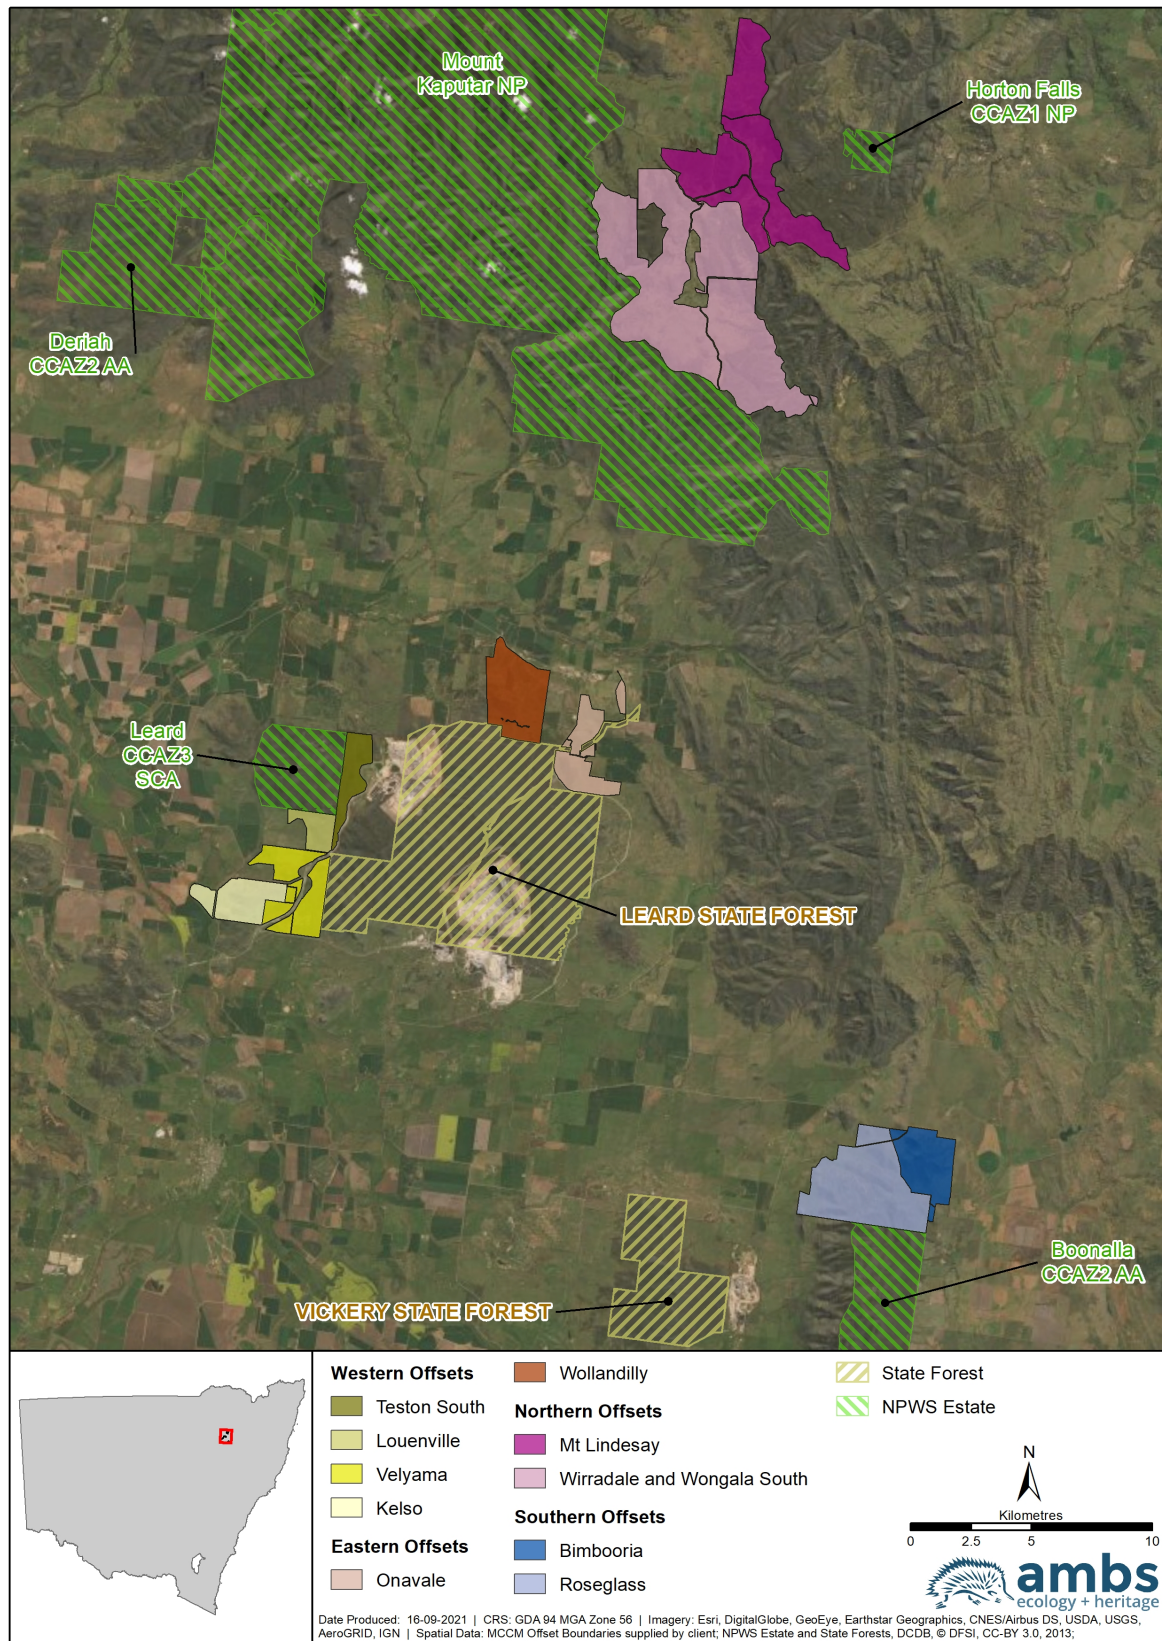 Mount
Kaputar NP
Horton Falls
CCAZ1 NP
Deriah
CCAZ2 AA
Leard
CCAZ3
SCA
LEARD STATE FOREST
VICKERY STATE FOREST
Boonalla
CCAZ2 AA
Western Offsets
Teston South
Louenville
Velyama
Kelso
Eastern Offsets
Onavale
Wollandilly
Northern Offsets
Mt Lindesay
Wirradale and Wongala South
Southern Offsets
Bimbooria
Roseglass
State Forest
NPWS Estate
N
Kilometres
0 2.5 5 10
ambs
ecology + heritage
Date Produced: 16-09-2021 | CRS: GDA 94 MGA Zone 56 | Imagery: Esri, DigitalGlobe, GeoEye, Earthstar Geographics, CNES/Airbus DS, USDA, USGS,
AeroGRID, IGN | Spatial Data: MCCM Offset Boundaries supplied by client; NPWS Estate and State Forests, DCDB, © DFSI, CC-BY 3.0, 2013;